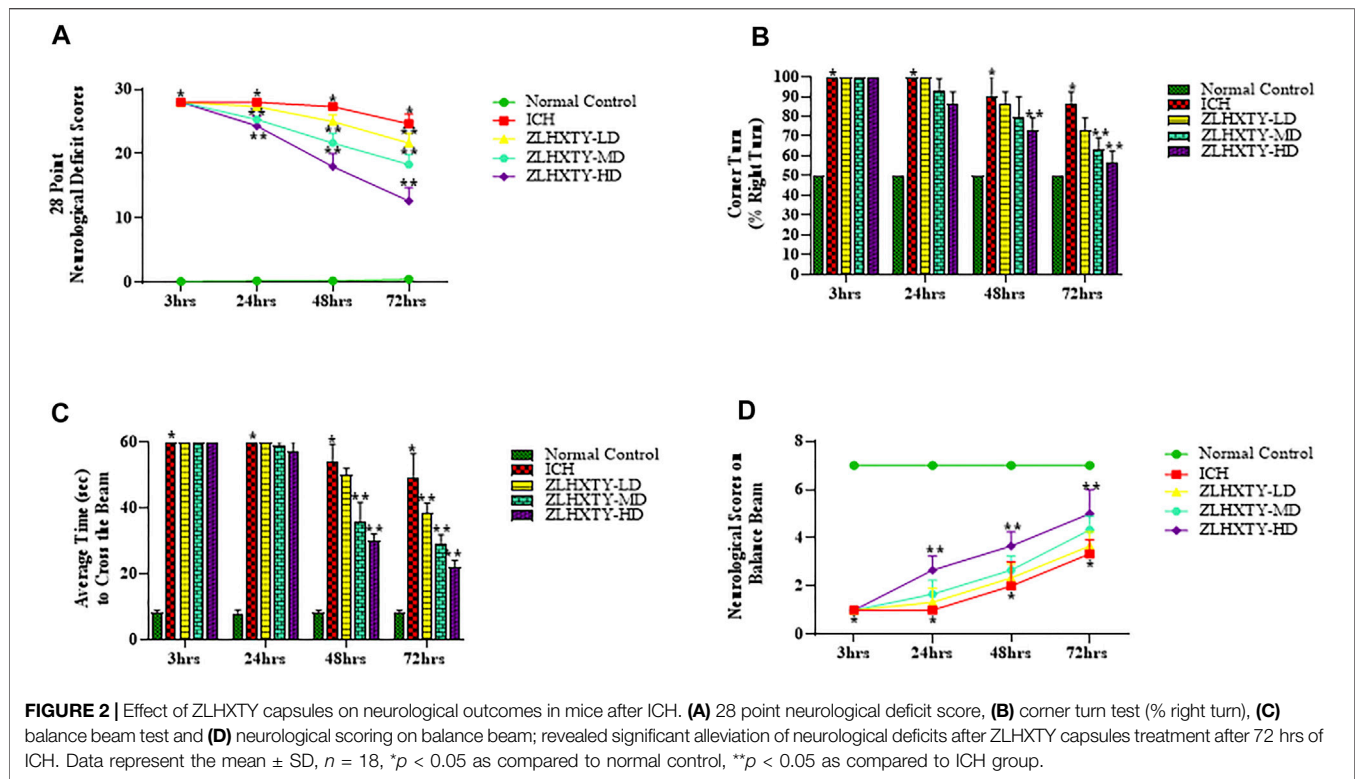 A
28 Point
Neurological Deficit Scores
30
20
10
0
* * * *
** ** **
** ** **
**
3hrs 24hrs 48hrs 72hrs
Normal Control
ICH
ZLHXTY-LD
ZLHXTY-MD
ZLHXTY-HD
B
Corner Turn
(% Right Turn)
100
90
80
70
60
50
40
30
20
10
0
* * * *
** ** **
3hrs 24hrs 48hrs 72hrs
Normal Control
ICH
ZLHXTY-LD
ZLHXTY-MD
ZLHXTY-HD
C
Average Time (sec)
to Cross the Beam
60
40
20
0
* * * *
** ** ** ** **
3hrs 24hrs 48hrs 72hrs
Normal Control
ICH
ZLHXTY-LD
ZLHXTY-MD
ZLHXTY-HD
D
Neurological Scores on
Balance Beam
8
6
4
2
0
** ** **
* * * *
3hrs 24hrs 48hrs 72hrs
Normal Control
ICH
ZLHXTY-LD
ZLHXTY-MD
ZLHXTY-HD
FIGURE 2 | Effect of ZLHXTY capsules on neurological outcomes in mice after ICH. (A) 28 point neurological deficit score, (B) corner turn test (% right turn), (C)
balance beam test and (D) neurological scoring on balance beam; revealed significant alleviation of neurological deficits after ZLHXTY capsules treatment after 72 hrs of
ICH. Data represent the mean ± SD, n = 18, *p < 0.05 as compared to normal control, **p < 0.05 as compared to ICH group.